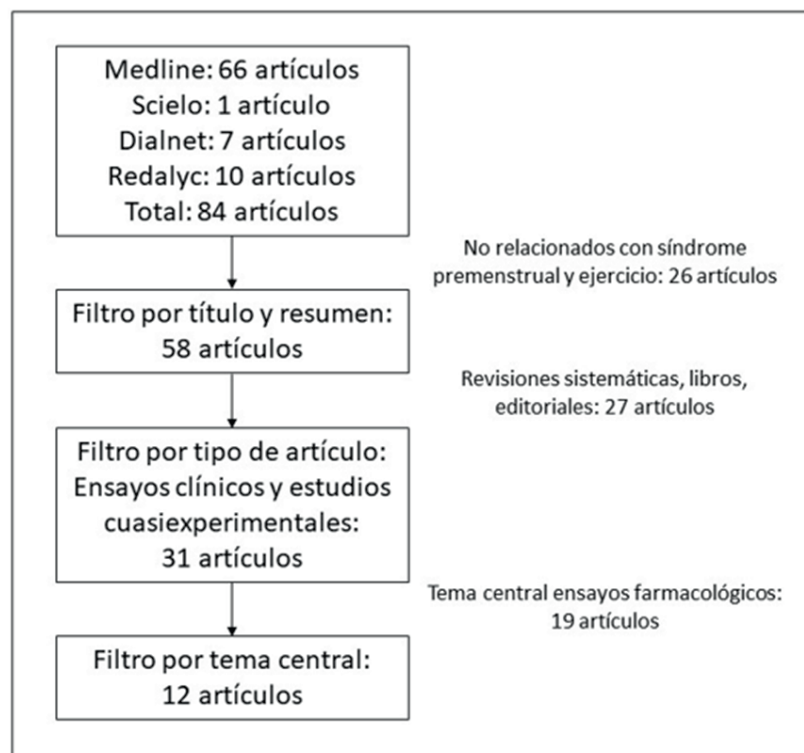 Medline: 66 artículos
Scielo: 1 artículo
Dialnet: 7 artículos
Redalyc: 10 artículos
Total: 84 artículos
No relacionados con síndrome
premenstrual y ejercicio: 26 artículos
Filtro por título y resumen:
58 artículos
Revisiones sistemáticas, libros,
editoriales: 27 artículos
Filtro por tipo de artículo:
Ensayos clínicos y estudios
cuasiexperimentales:
31 artículos
Tema central ensayos farmacológicos:
19 artículos
Filtro por tema central:
12 artículos